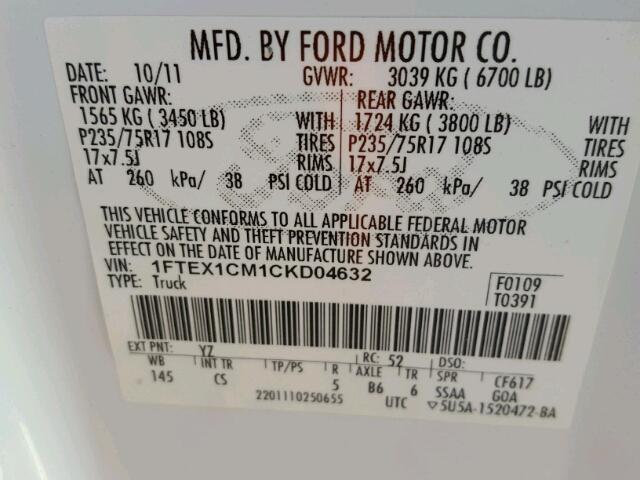 MFD. BY FORD MOTOR CO.
DATE: 10/11 GVWR: 3039 KG ( 6700 LB)
FRONT GAWR: REAR GAWR:
1565 KG ( 3450 LB) WITH 1724 KG ( 3800 LB) WITH
P235/75R17 108S TIRES P235/75R17 108S TIRES
17x7.5J RIMS 17x7.5J RIMS
AT 260 kPa/ 38 PSI COLD AT 260 kPa/ 38 PSI COLD
THIS VEHICLE CONFORMS TO ALL APPLICABLE FEDERAL MOTOR
VEHICLE SAFETY AND THEFT PREVENTION STANDARDS IN
EFFECT ON THE DATE OF MANUFACTURE SHOWN ABOVE.
VIN: 1FTEX1CM1CKD04632 F0109
TYPE: Truck T0391
EXT PNT: YZ RC: 52 DSO:
WB INT TR TP/PS R AXLE TR SPR CF617
145 CS 5 B6 6 SSAA GOA
2201110250655 UTC ▽5U5A-1520472-BA